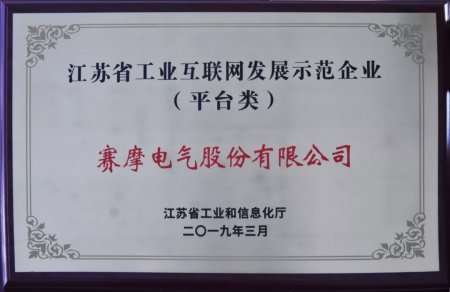 江苏省工业互联网发展示范企业
（平台类）
赛摩电气股份有限公司
江苏省工业和信息化厅
二〇一九年三月